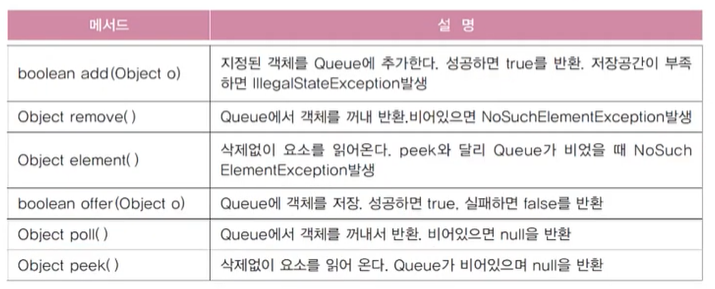 메서드 설 명
boolean add(Object o) 지정된 객체를 Queue에 추가한다. 성공하면 true를 반환. 저장공간이 부족
하면 IllegalStateException발생
Object remove( ) Queue에서 객체를 꺼내 반환.비어있으면 NoSuchElementException발생
Object element( ) 삭제없이 요소를 읽어온다. peek와 달리 Queue가 비었을 때 NoSuch
ElementException발생
boolean offer(Object o) Queue에 객체를 저장. 성공하면 true, 실패하면 false를 반환
Object poll( ) Queue에서 객체를 꺼내서 반환. 비어있으면 null을 반환
Object peek( ) 삭제없이 요소를 읽어 온다. Queue가 비어있으며 null을 반환